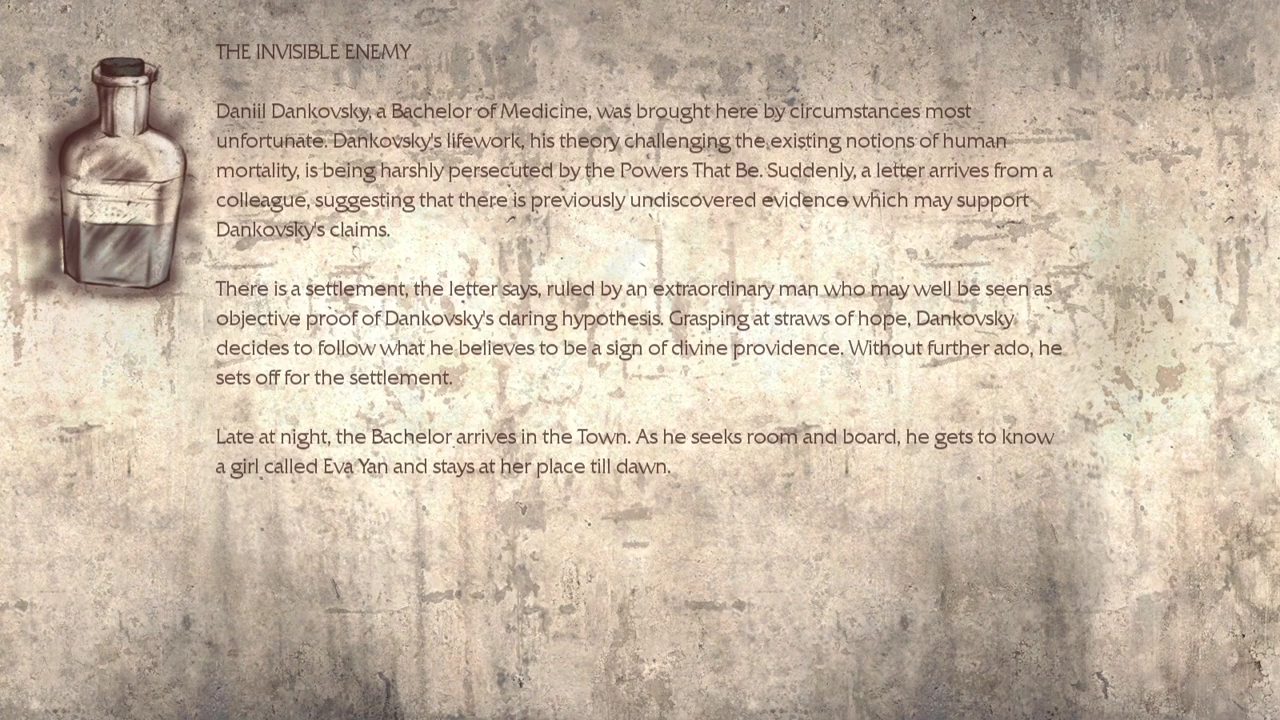 THE INVISIBLE ENEMY
Daniil Dankovsky, a Bachelor of Medicine, was brought here by circumstances most
unfortunate. Dankovsky's lifework, his theory challenging the existing notions of human
mortality, is being harshly persecuted by the Powers That Be. Suddenly, a letter arrives from a
colleague, suggesting that there is previously undiscovered evidence which may support
Dankovsky's claims.
There is a settlement, the letter says, ruled by an extraordinary man who may well be seen as
objective proof of Dankovsky's daring hypothesis. Grasping at straws of hope, Dankovsky
decides to follow what he believes to be a sign of divine providence. Without further ado, he
sets off for the settlement.
Late at night, the Bachelor arrives in the Town. As he seeks room and board, he gets to know
a girl called Eva Yan and stays at her place till dawn.